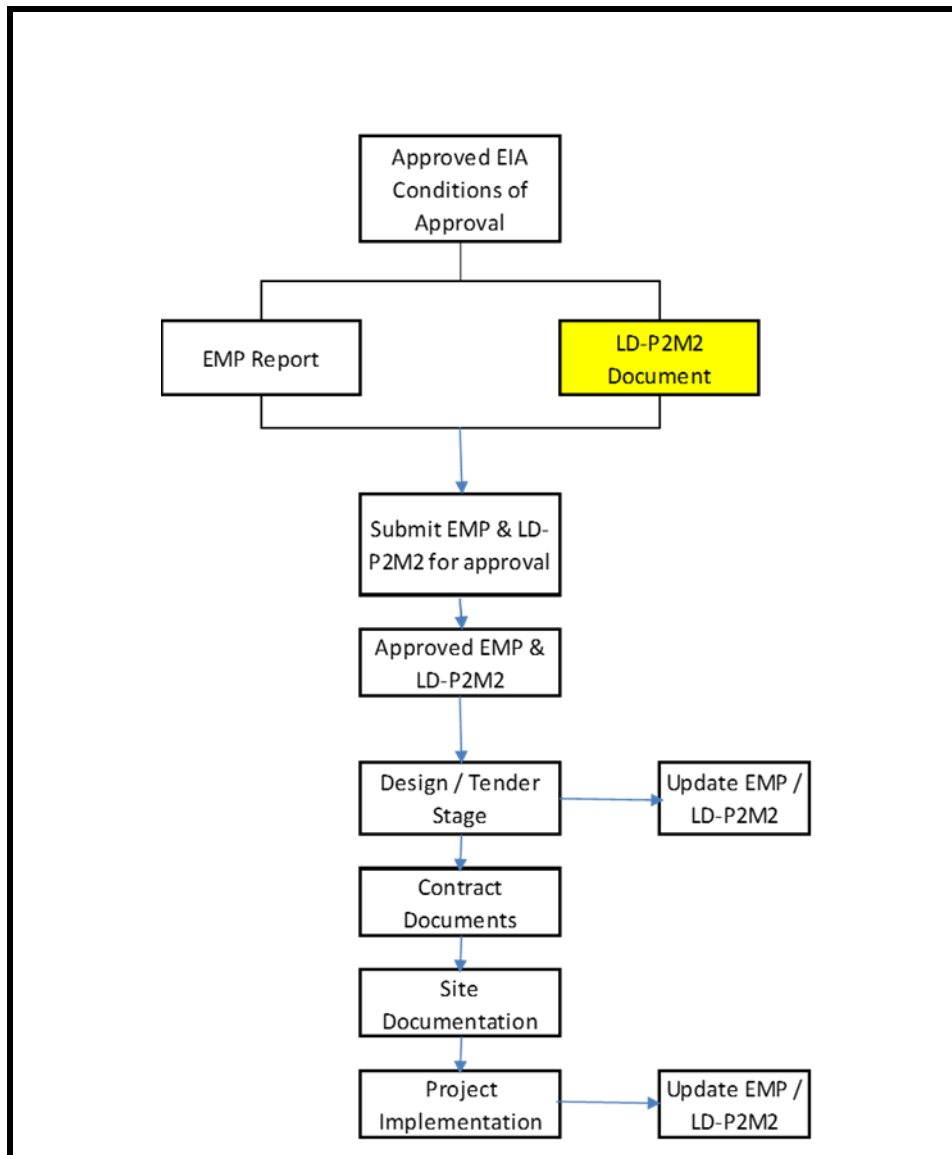 Approved EIA
Conditions of
Approval
EMP Report
LD-P2M2
Document
Submit EMP & LD-
P2M2 for approval
Approved EMP &
LD-P2M2
Design / Tender
Stage
Update EMP /
LD-P2M2
Contract
Documents
Site
Documentation
Project
Implementation
Update EMP /
LD-P2M2